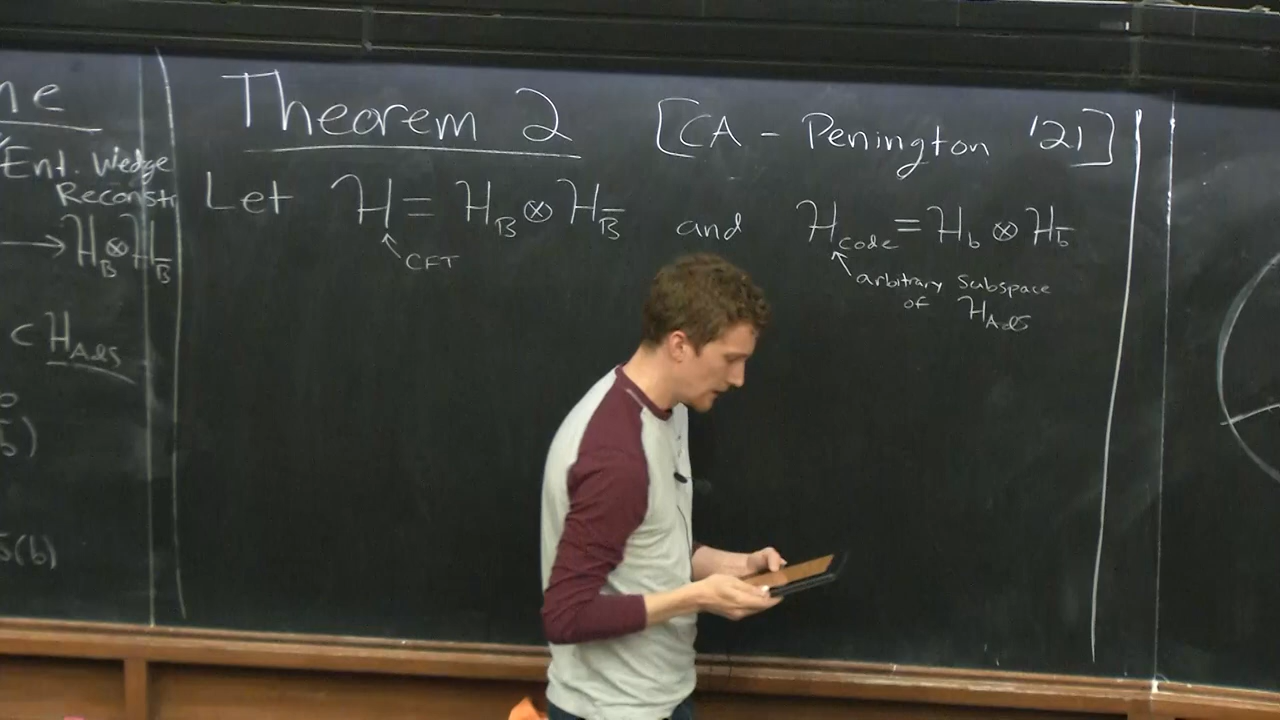 ne
Ent. Wedge
Reconstr
→ H_B ⊗ H_B̄
⊂ H_AdS
S(b)
Theorem 2 [CA - Penington '21]
Let H = H_B ⊗ H_B̄ and H_code = H_b ⊗ H_b̄
CFT
arbitrary subspace
of H_AdS